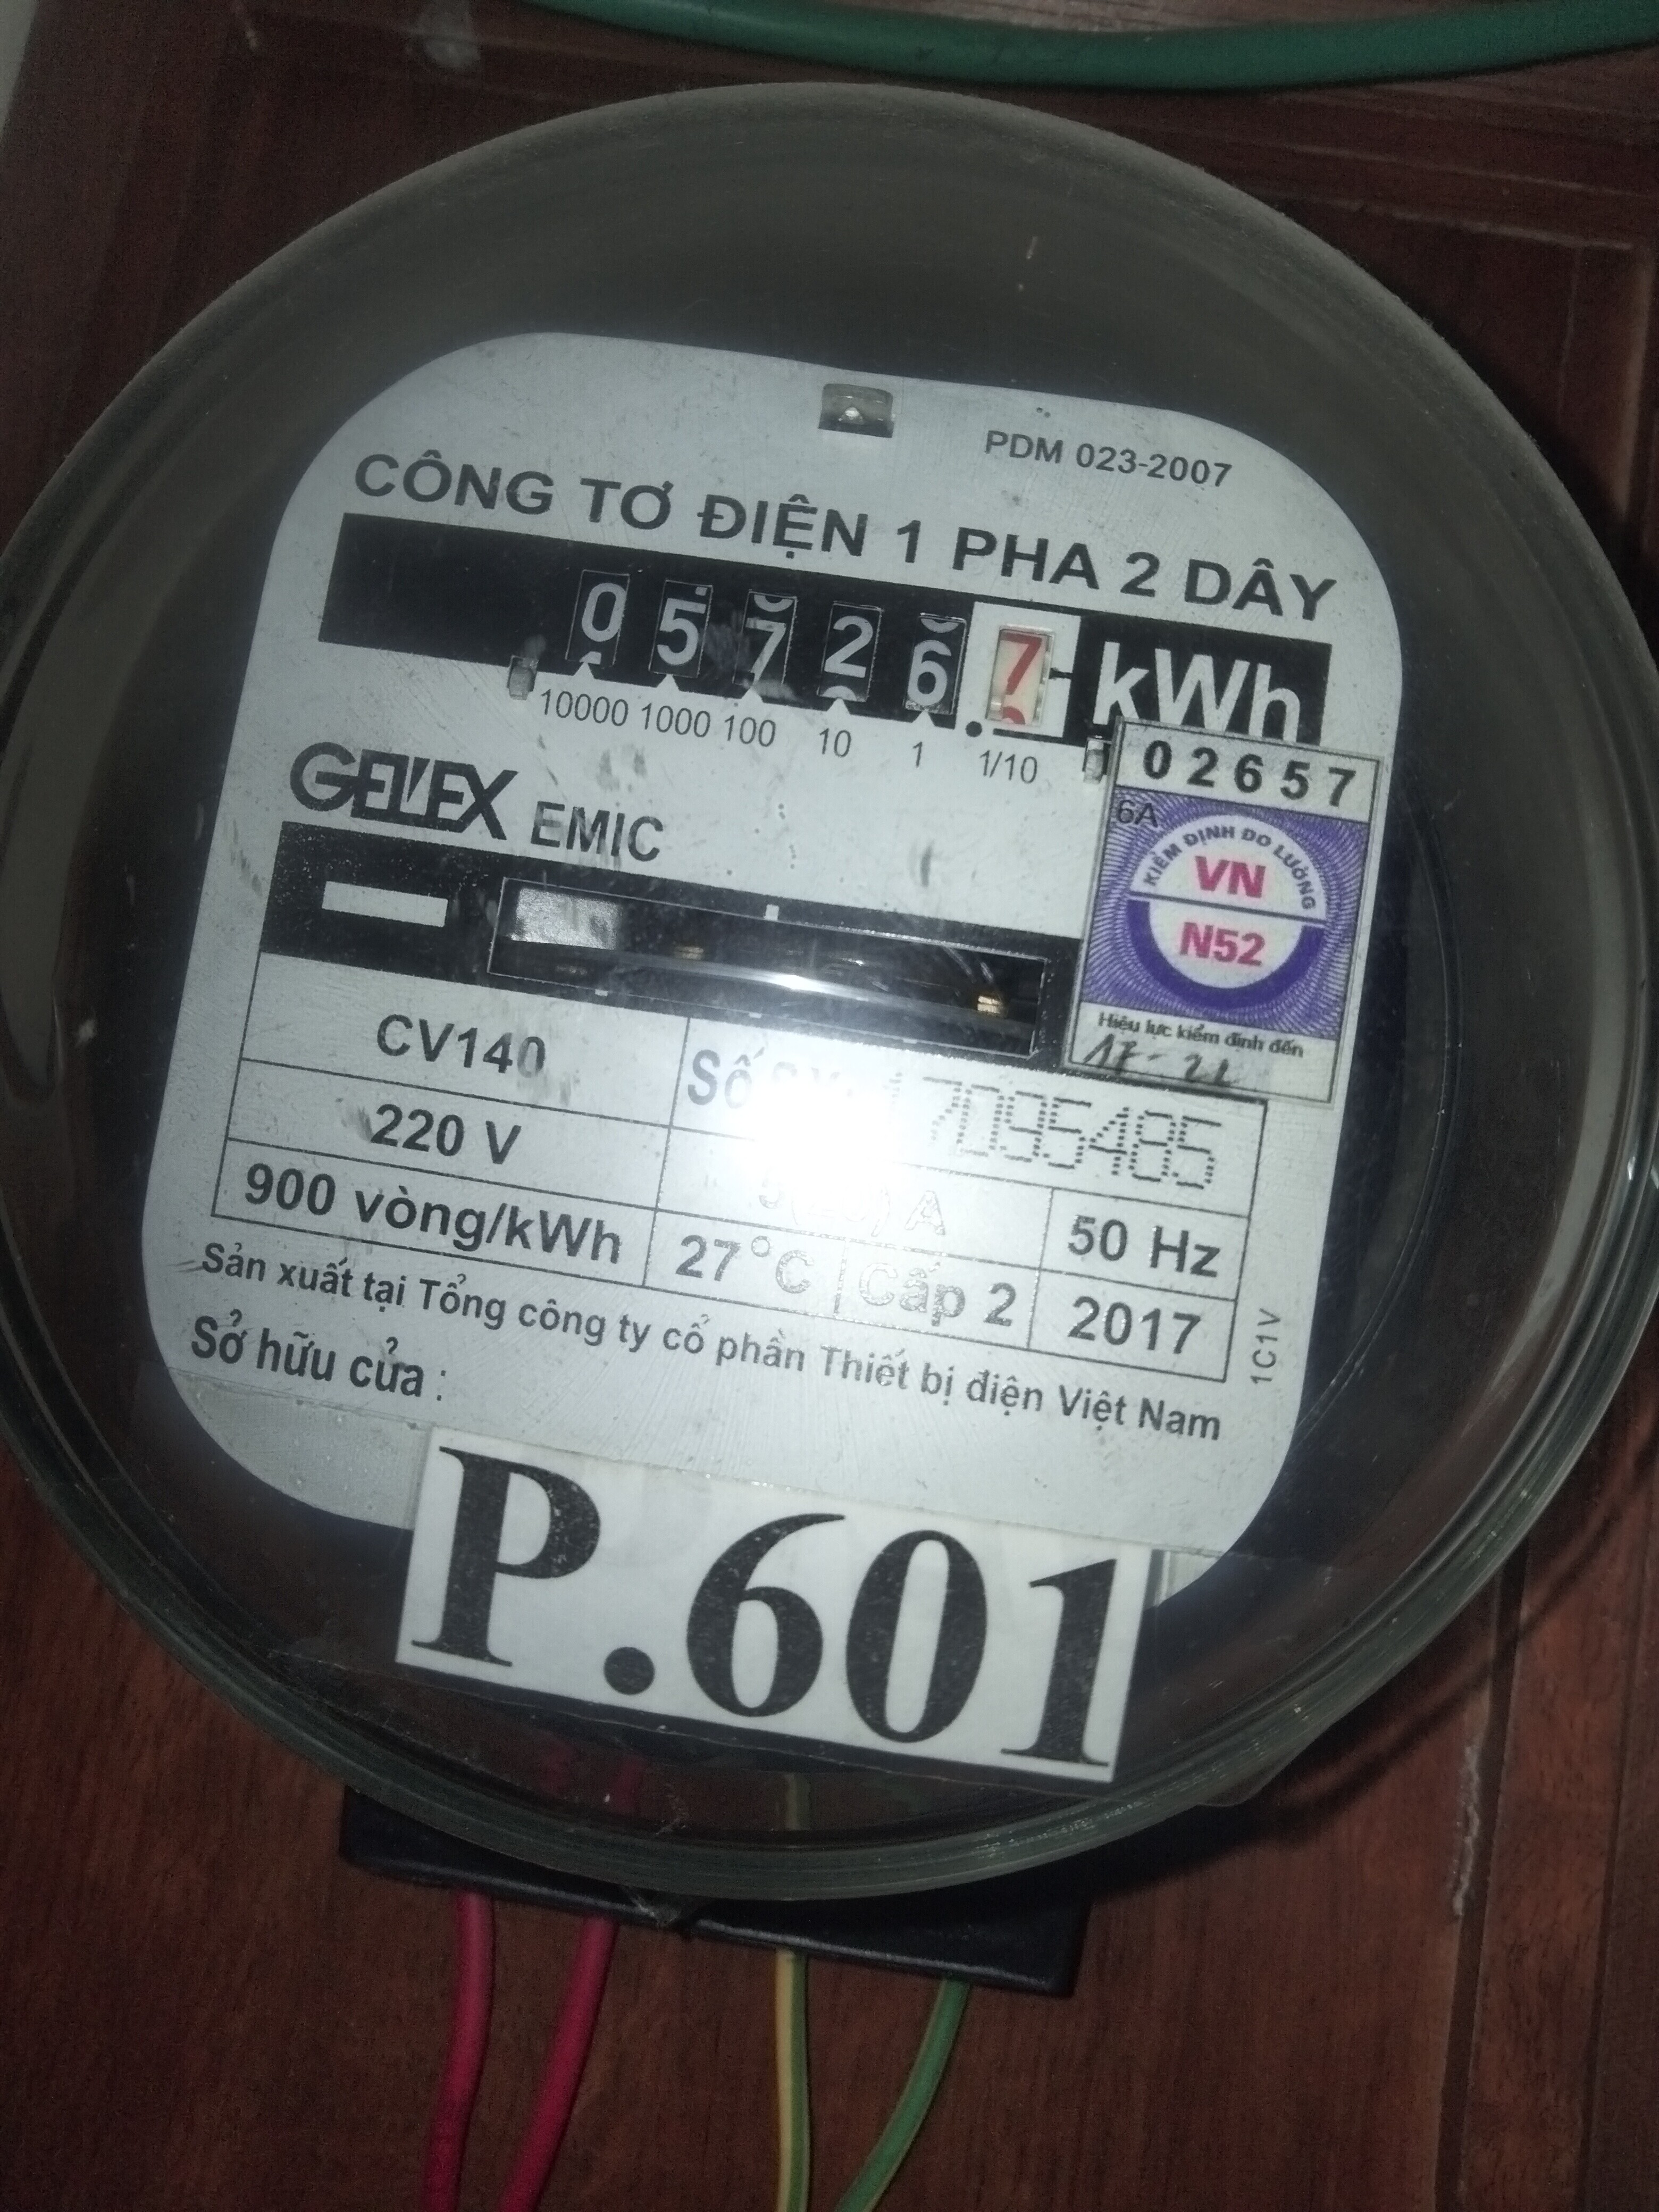 PDM 023-2007
CÔNG TƠ ĐIỆN 1 PHA 2 DÂY
0 5 7 2 6 . 7 kWh
10000 1000 100 10 1 1/10
GELEX EMIC
02657
6A
KIỂM ĐỊNH ĐO LƯỜNG
VN
N52
Hiệu lực kiểm định đến
CV140
Số
7095485
220 V
A
50 Hz
900 vòng/kWh
27°C
Cấp 2
2017
1C1V
Sản xuất tại Tổng công ty cổ phần Thiết bị điện Việt Nam
Sở hữu của :
P.601